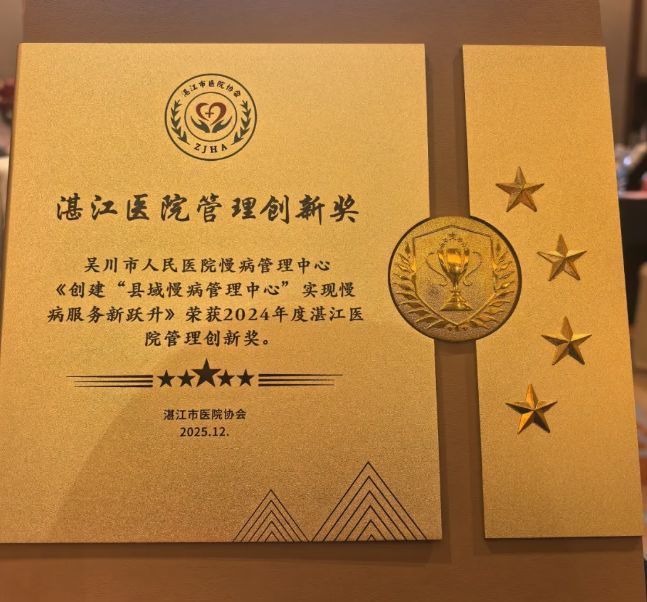 湛江市医院协会
ZJHA
湛江医院管理创新奖
吴川市人民医院慢病管理中心
《创建“县域慢病管理中心”实现慢
病服务新跃升》荣获2024年度湛江医
院管理创新奖。
湛江市医院协会
2025.12.